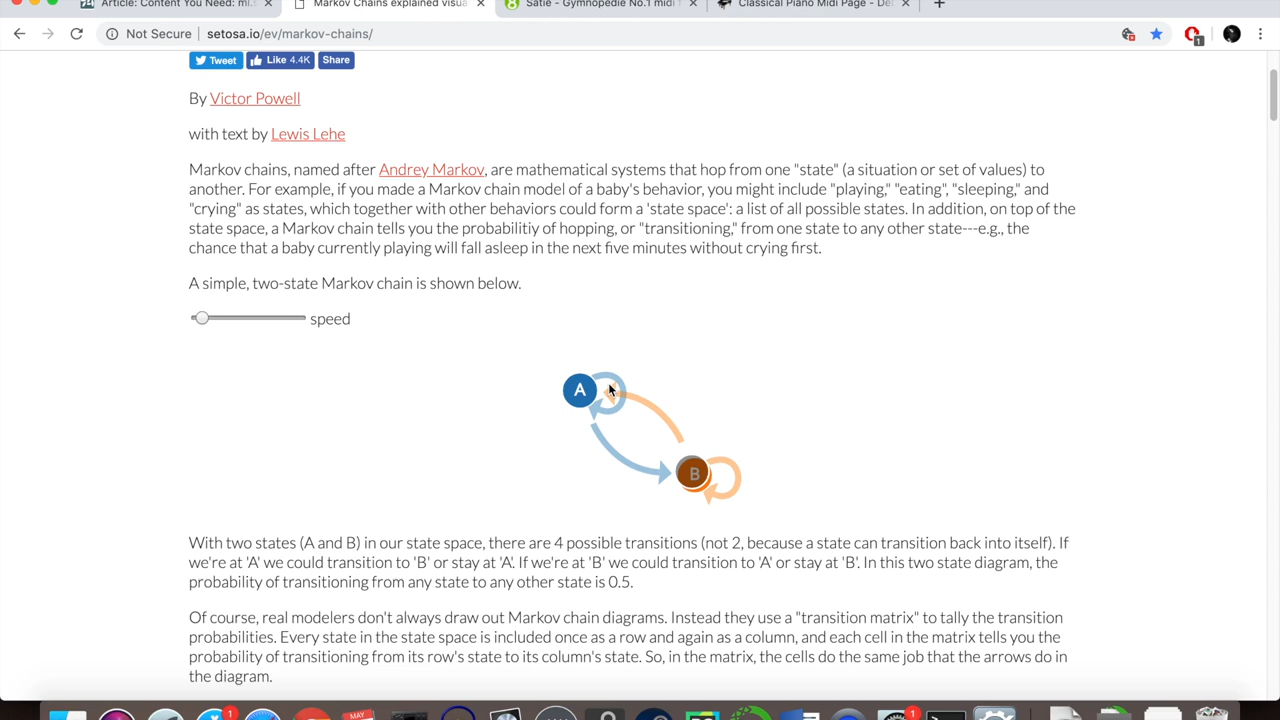 Article: Content You Need: ml.
Markov Chains explained visua
Satie - Gymnopedie No.1 midi
Classical Piano Midi Page - De
Not Secure | setosa.io/ev/markov-chains/
1
Tweet
Like 4.4K
Share
By Victor Powell
with text by Lewis Lehe
Markov chains, named after Andrey Markov, are mathematical systems that hop from one "state" (a situation or set of values) to
another. For example, if you made a Markov chain model of a baby's behavior, you might include "playing," "eating", "sleeping," and
"crying" as states, which together with other behaviors could form a 'state space': a list of all possible states. In addition, on top of the
state space, a Markov chain tells you the probabilitiy of hopping, or "transitioning," from one state to any other state---e.g., the
chance that a baby currently playing will fall asleep in the next five minutes without crying first.
A simple, two-state Markov chain is shown below.
speed
A
B
With two states (A and B) in our state space, there are 4 possible transitions (not 2, because a state can transition back into itself). If
we're at 'A' we could transition to 'B' or stay at 'A'. If we're at 'B' we could transition to 'A' or stay at 'B'. In this two state diagram, the
probability of transitioning from any state to any other state is 0.5.
Of course, real modelers don't always draw out Markov chain diagrams. Instead they use a "transition matrix" to tally the transition
probabilities. Every state in the state space is included once as a row and again as a column, and each cell in the matrix tells you the
probability of transitioning from its row's state to its column's state. So, in the matrix, the cells do the same job that the arrows do in
the diagram.
1
MAY
1